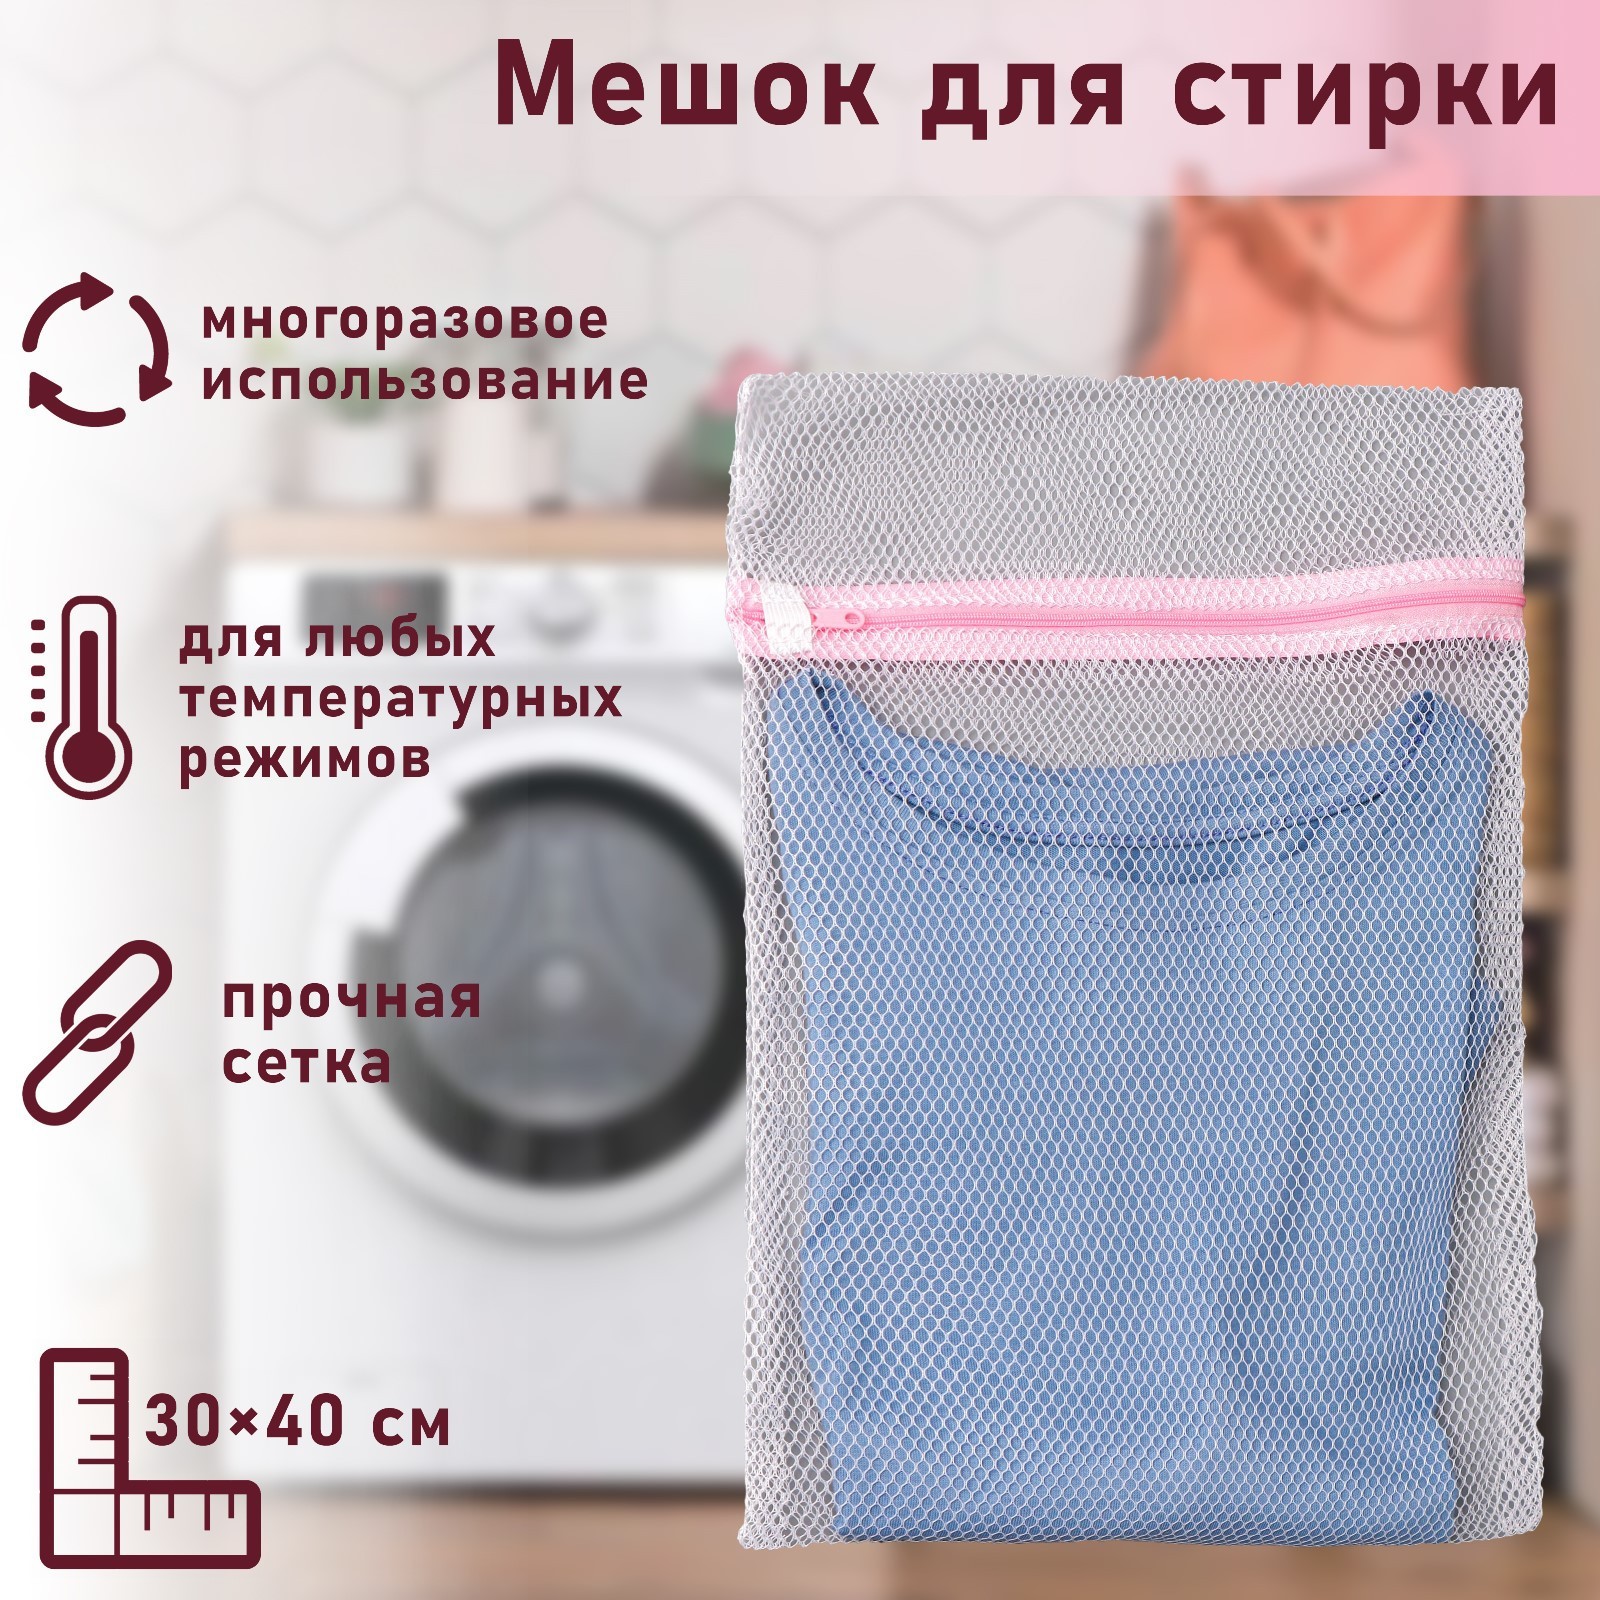 Мешок для стирки
многоразовое
использование
для любых
температурных
режимов
прочная
сетка
30×40 см